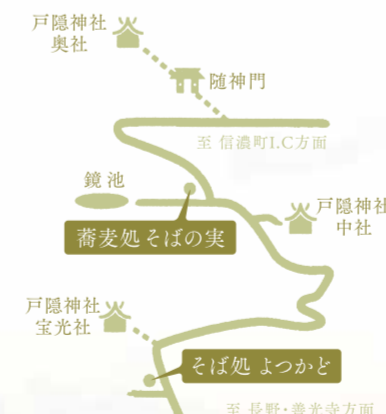 戸隠神社
奥社
随神門
至 信濃町I.C方面
鏡池
戸隠神社
中社
蕎麦処 そばの実
戸隠神社
宝光社
そば処 よつかど
至 長野・善光寺方面